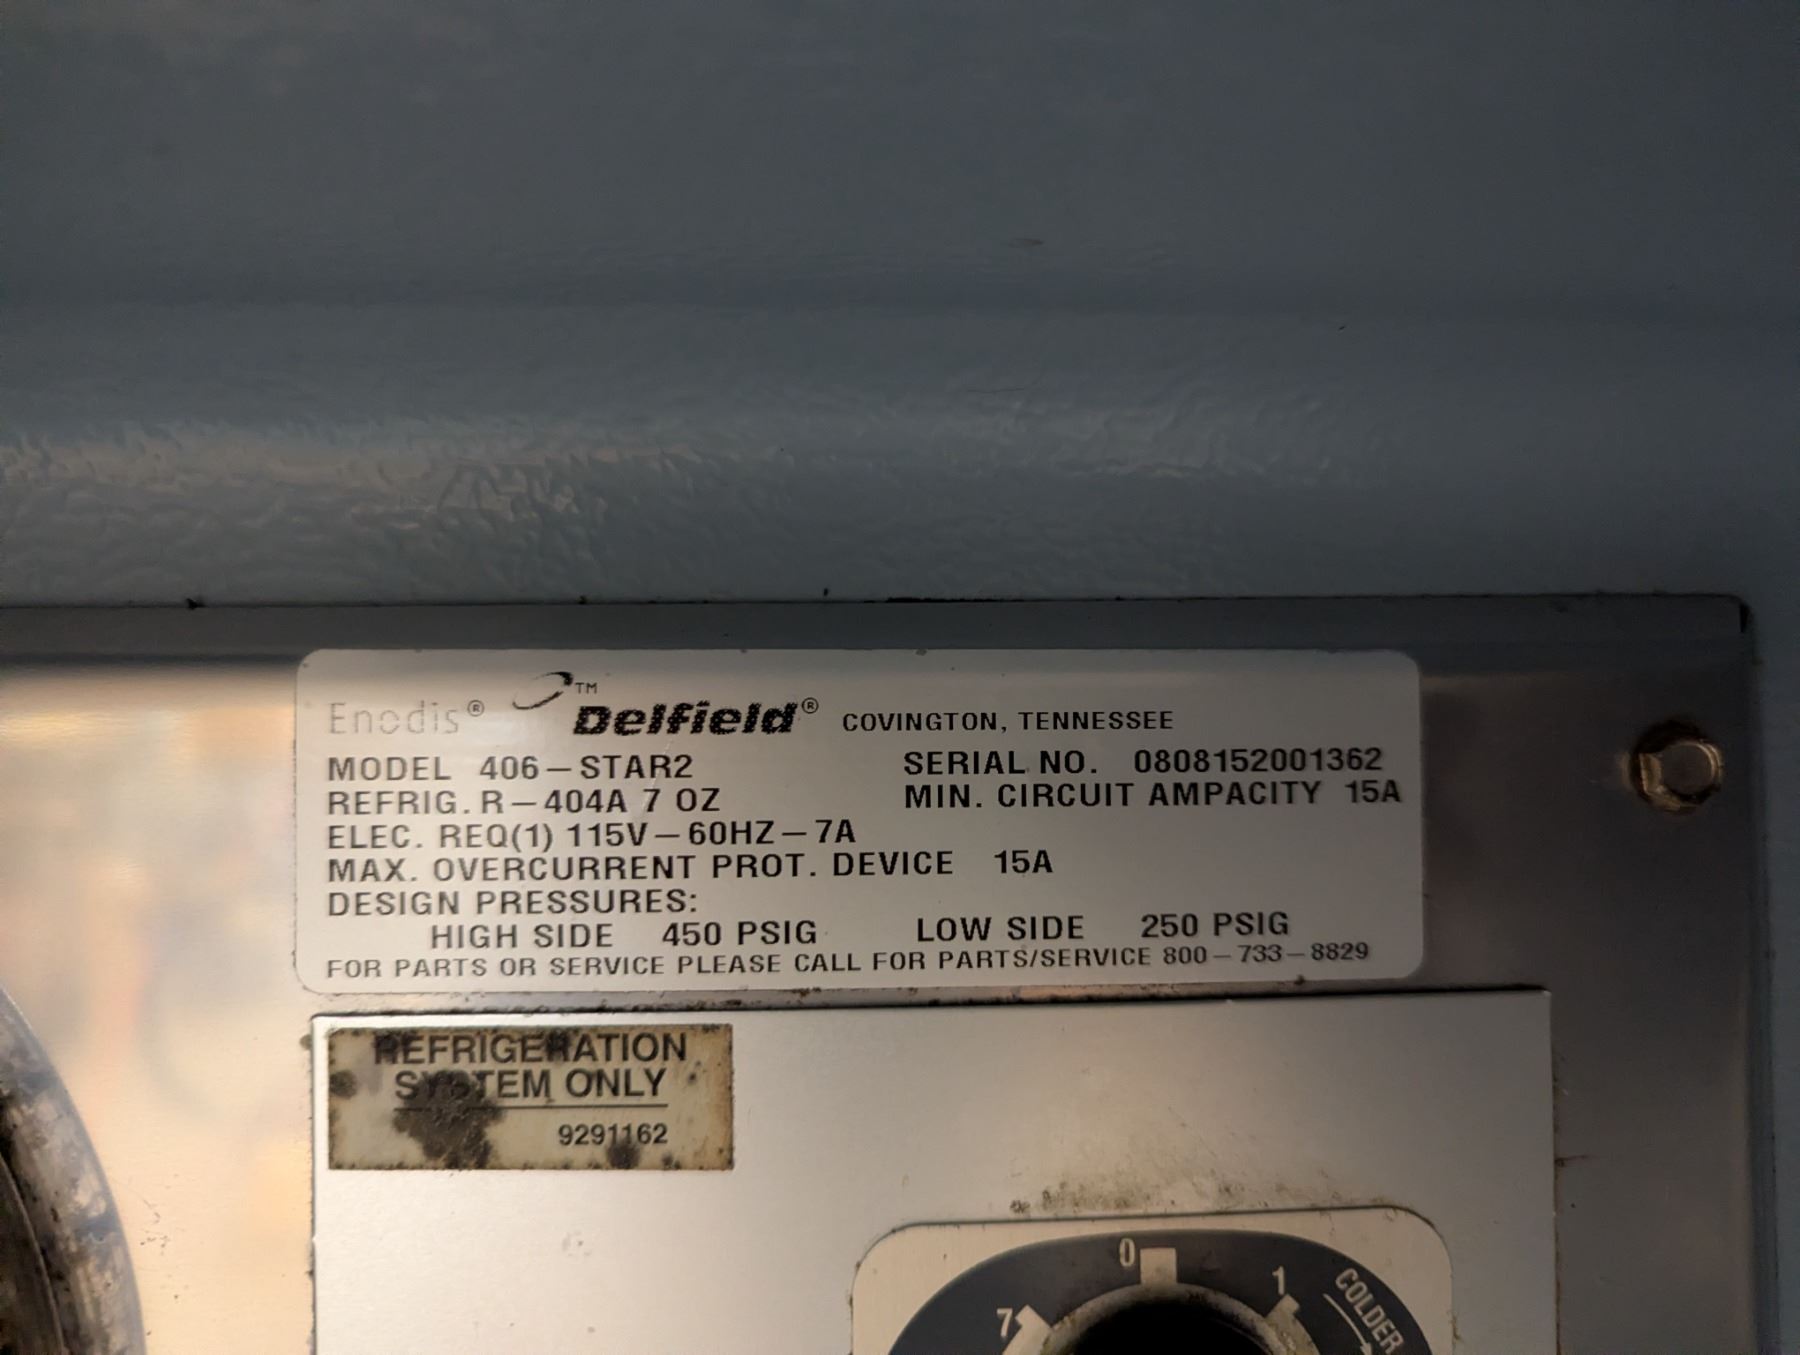 Enodis® ™ Delfield® COVINGTON, TENNESSEE
MODEL 406-STAR2 SERIAL NO. 0808152001362
REFRIG. R-404A 7 OZ MIN. CIRCUIT AMPACITY 15A
ELEC. REQ(1) 115V-60HZ-7A
MAX. OVERCURRENT PROT. DEVICE 15A
DESIGN PRESSURES:
HIGH SIDE 450 PSIG LOW SIDE 250 PSIG
FOR PARTS OR SERVICE PLEASE CALL FOR PARTS/SERVICE 800-733-8829
REFRIGERATION
SYSTEM ONLY
9291162
0
7 1
COLDER